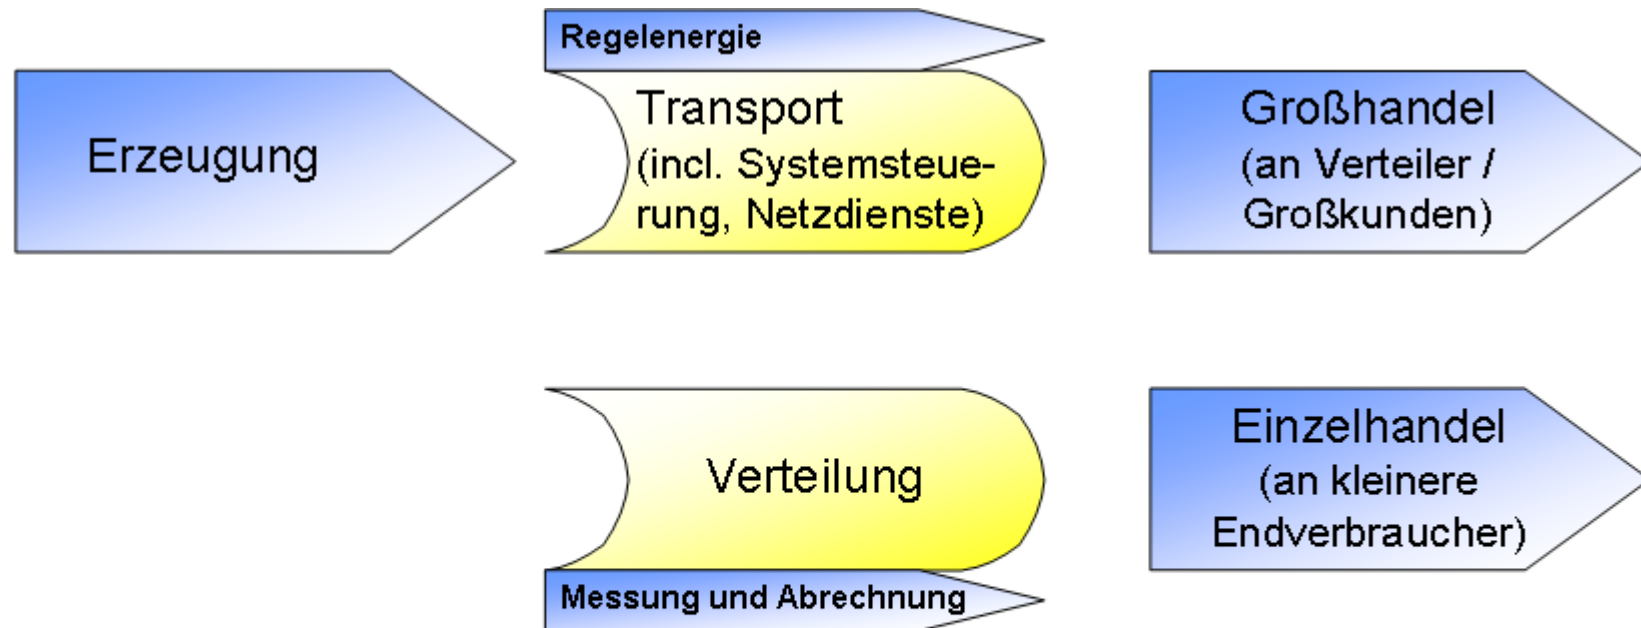 Regelenergie
Erzeugung
Transport
(incl. Systemsteue-
rung, Netzdienste)
Großhandel
(an Verteiler /
Großkunden)
Verteilung
Messung und Abrechnung
Einzelhandel
(an kleinere
Endverbraucher)